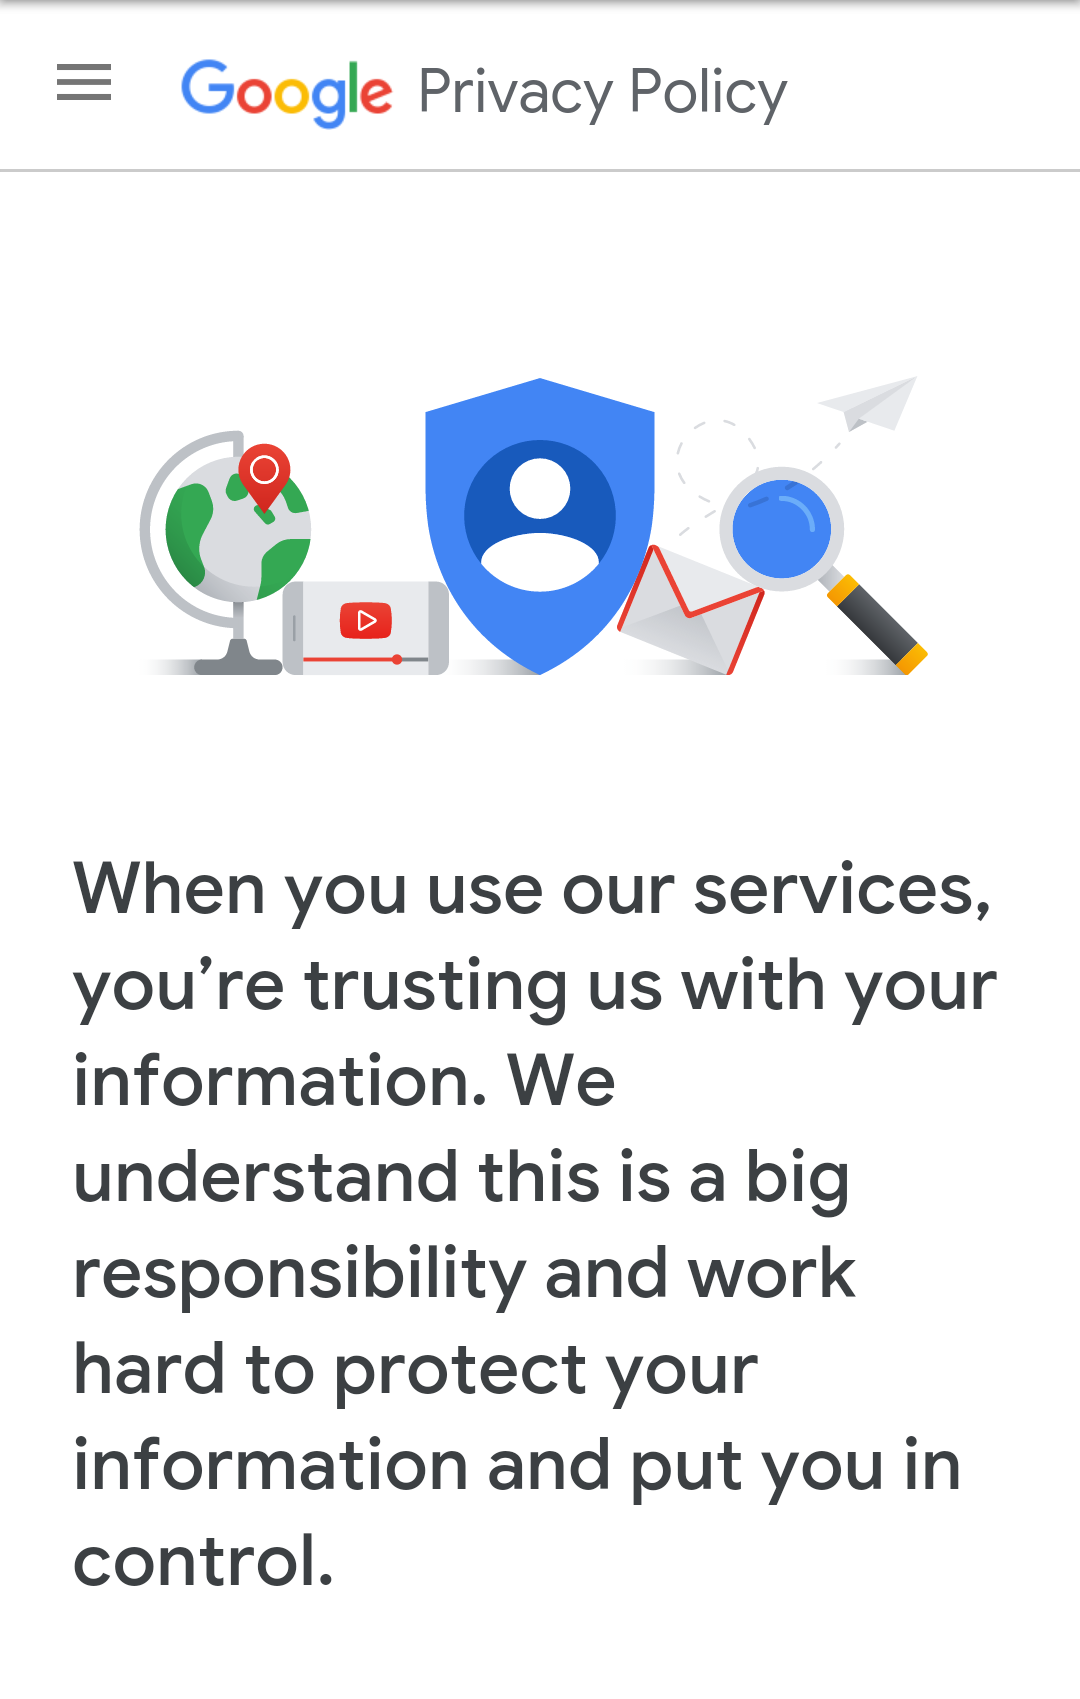 Google Privacy Policy
When you use our services,
you’re trusting us with your
information. We
understand this is a big
responsibility and work
hard to protect your
information and put you in
control.